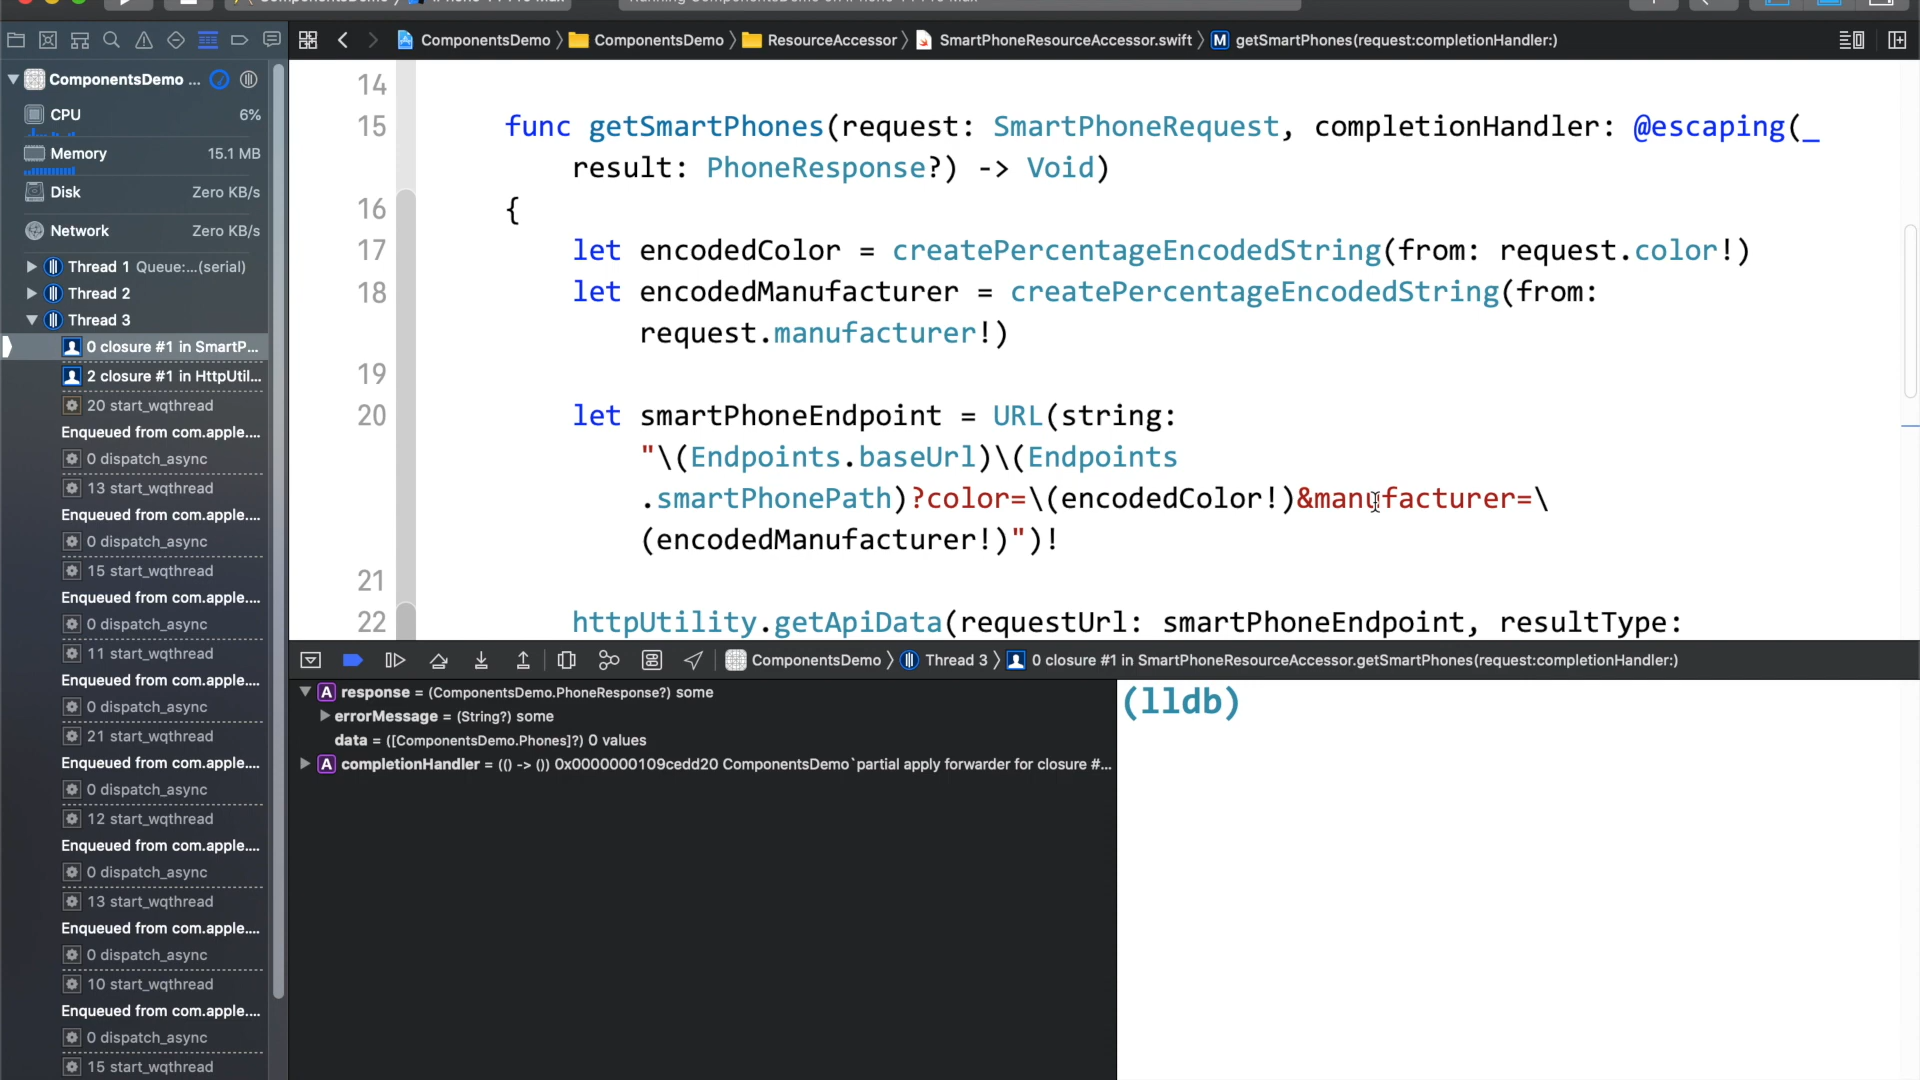 ComponentsDemo 〉 ComponentsDemo 〉 ResourceAccessor 〉 SmartPhoneResourceAccessor.swift 〉 M getSmartPhones(request:completionHandler:)
ComponentsDemo ...
CPU 6%
Memory 15.1 MB
Disk Zero KB/s
Network Zero KB/s
Thread 1 Queue:...(serial)
Thread 2
Thread 3
0 closure #1 in SmartP...
2 closure #1 in HttpUtil...
20 start_wqthread
Enqueued from com.apple....
0 dispatch_async
13 start_wqthread
Enqueued from com.apple....
0 dispatch_async
15 start_wqthread
Enqueued from com.apple....
0 dispatch_async
11 start_wqthread
Enqueued from com.apple....
0 dispatch_async
21 start_wqthread
Enqueued from com.apple....
0 dispatch_async
12 start_wqthread
Enqueued from com.apple....
0 dispatch_async
13 start_wqthread
Enqueued from com.apple....
0 dispatch_async
10 start_wqthread
Enqueued from com.apple....
0 dispatch_async
15 start_wqthread
14
15 func getSmartPhones(request: SmartPhoneRequest, completionHandler: @escaping(_
result: PhoneResponse?) -> Void)
16 {
17 let encodedColor = createPercentageEncodedString(from: request.color!)
18 let encodedManufacturer = createPercentageEncodedString(from:
request.manufacturer!)
19
20 let smartPhoneEndpoint = URL(string:
"\(Endpoints.baseUrl)\(Endpoints
.smartPhonePath)?color=\(encodedColor!)&manufacturer=\
(encodedManufacturer!)")!
21
22 httpUtility.getApiData(requestUrl: smartPhoneEndpoint, resultType:
ComponentsDemo 〉 Thread 3 〉 0 closure #1 in SmartPhoneResourceAccessor.getSmartPhones(request:completionHandler:)
A response = (ComponentsDemo.PhoneResponse?) some
errorMessage = (String?) some
data = ([ComponentsDemo.Phones]?) 0 values
A completionHandler = (() -> ()) 0x0000000109cedd20 ComponentsDemo`partial apply forwarder for closure #...
(lldb)